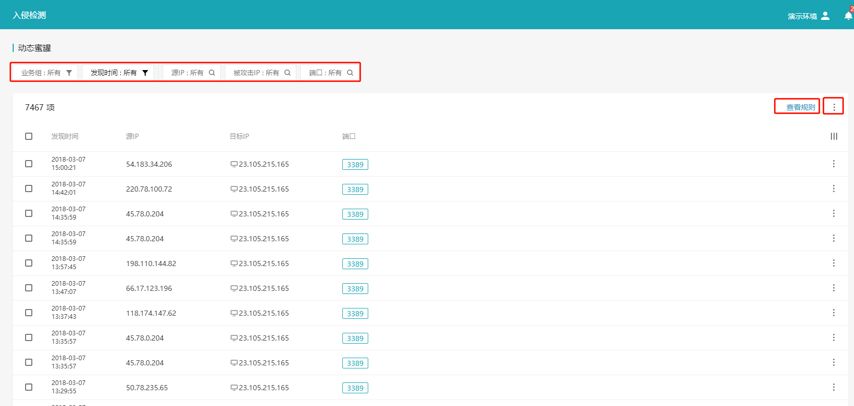 入侵检测
演示环境
2
动态蜜罐
业务组：所有 发现时间：所有 源IP：所有 被攻击IP：所有 端口：所有
7467 项
查看规则
发现时间 源IP 目标IP 端口
2018-03-07
15:00:21
54.183.34.206 23.105.215.165 3389
2018-03-07
14:42:01
220.78.100.72 23.105.215.165 3389
2018-03-07
14:35:59
45.78.0.204 23.105.215.165 3389
2018-03-07
14:35:59
45.78.0.204 23.105.215.165 3389
2018-03-07
13:57:45
198.110.144.82 23.105.215.165 3389
2018-03-07
13:47:07
66.17.123.196 23.105.215.165 3389
2018-03-07
13:37:43
118.174.147.62 23.105.215.165 3389
2018-03-07
13:35:57
45.78.0.204 23.105.215.165 3389
2018-03-07
13:35:57
45.78.0.204 23.105.215.165 3389
2018-03-07
13:29:55
50.78.235.65 23.105.215.165 3389